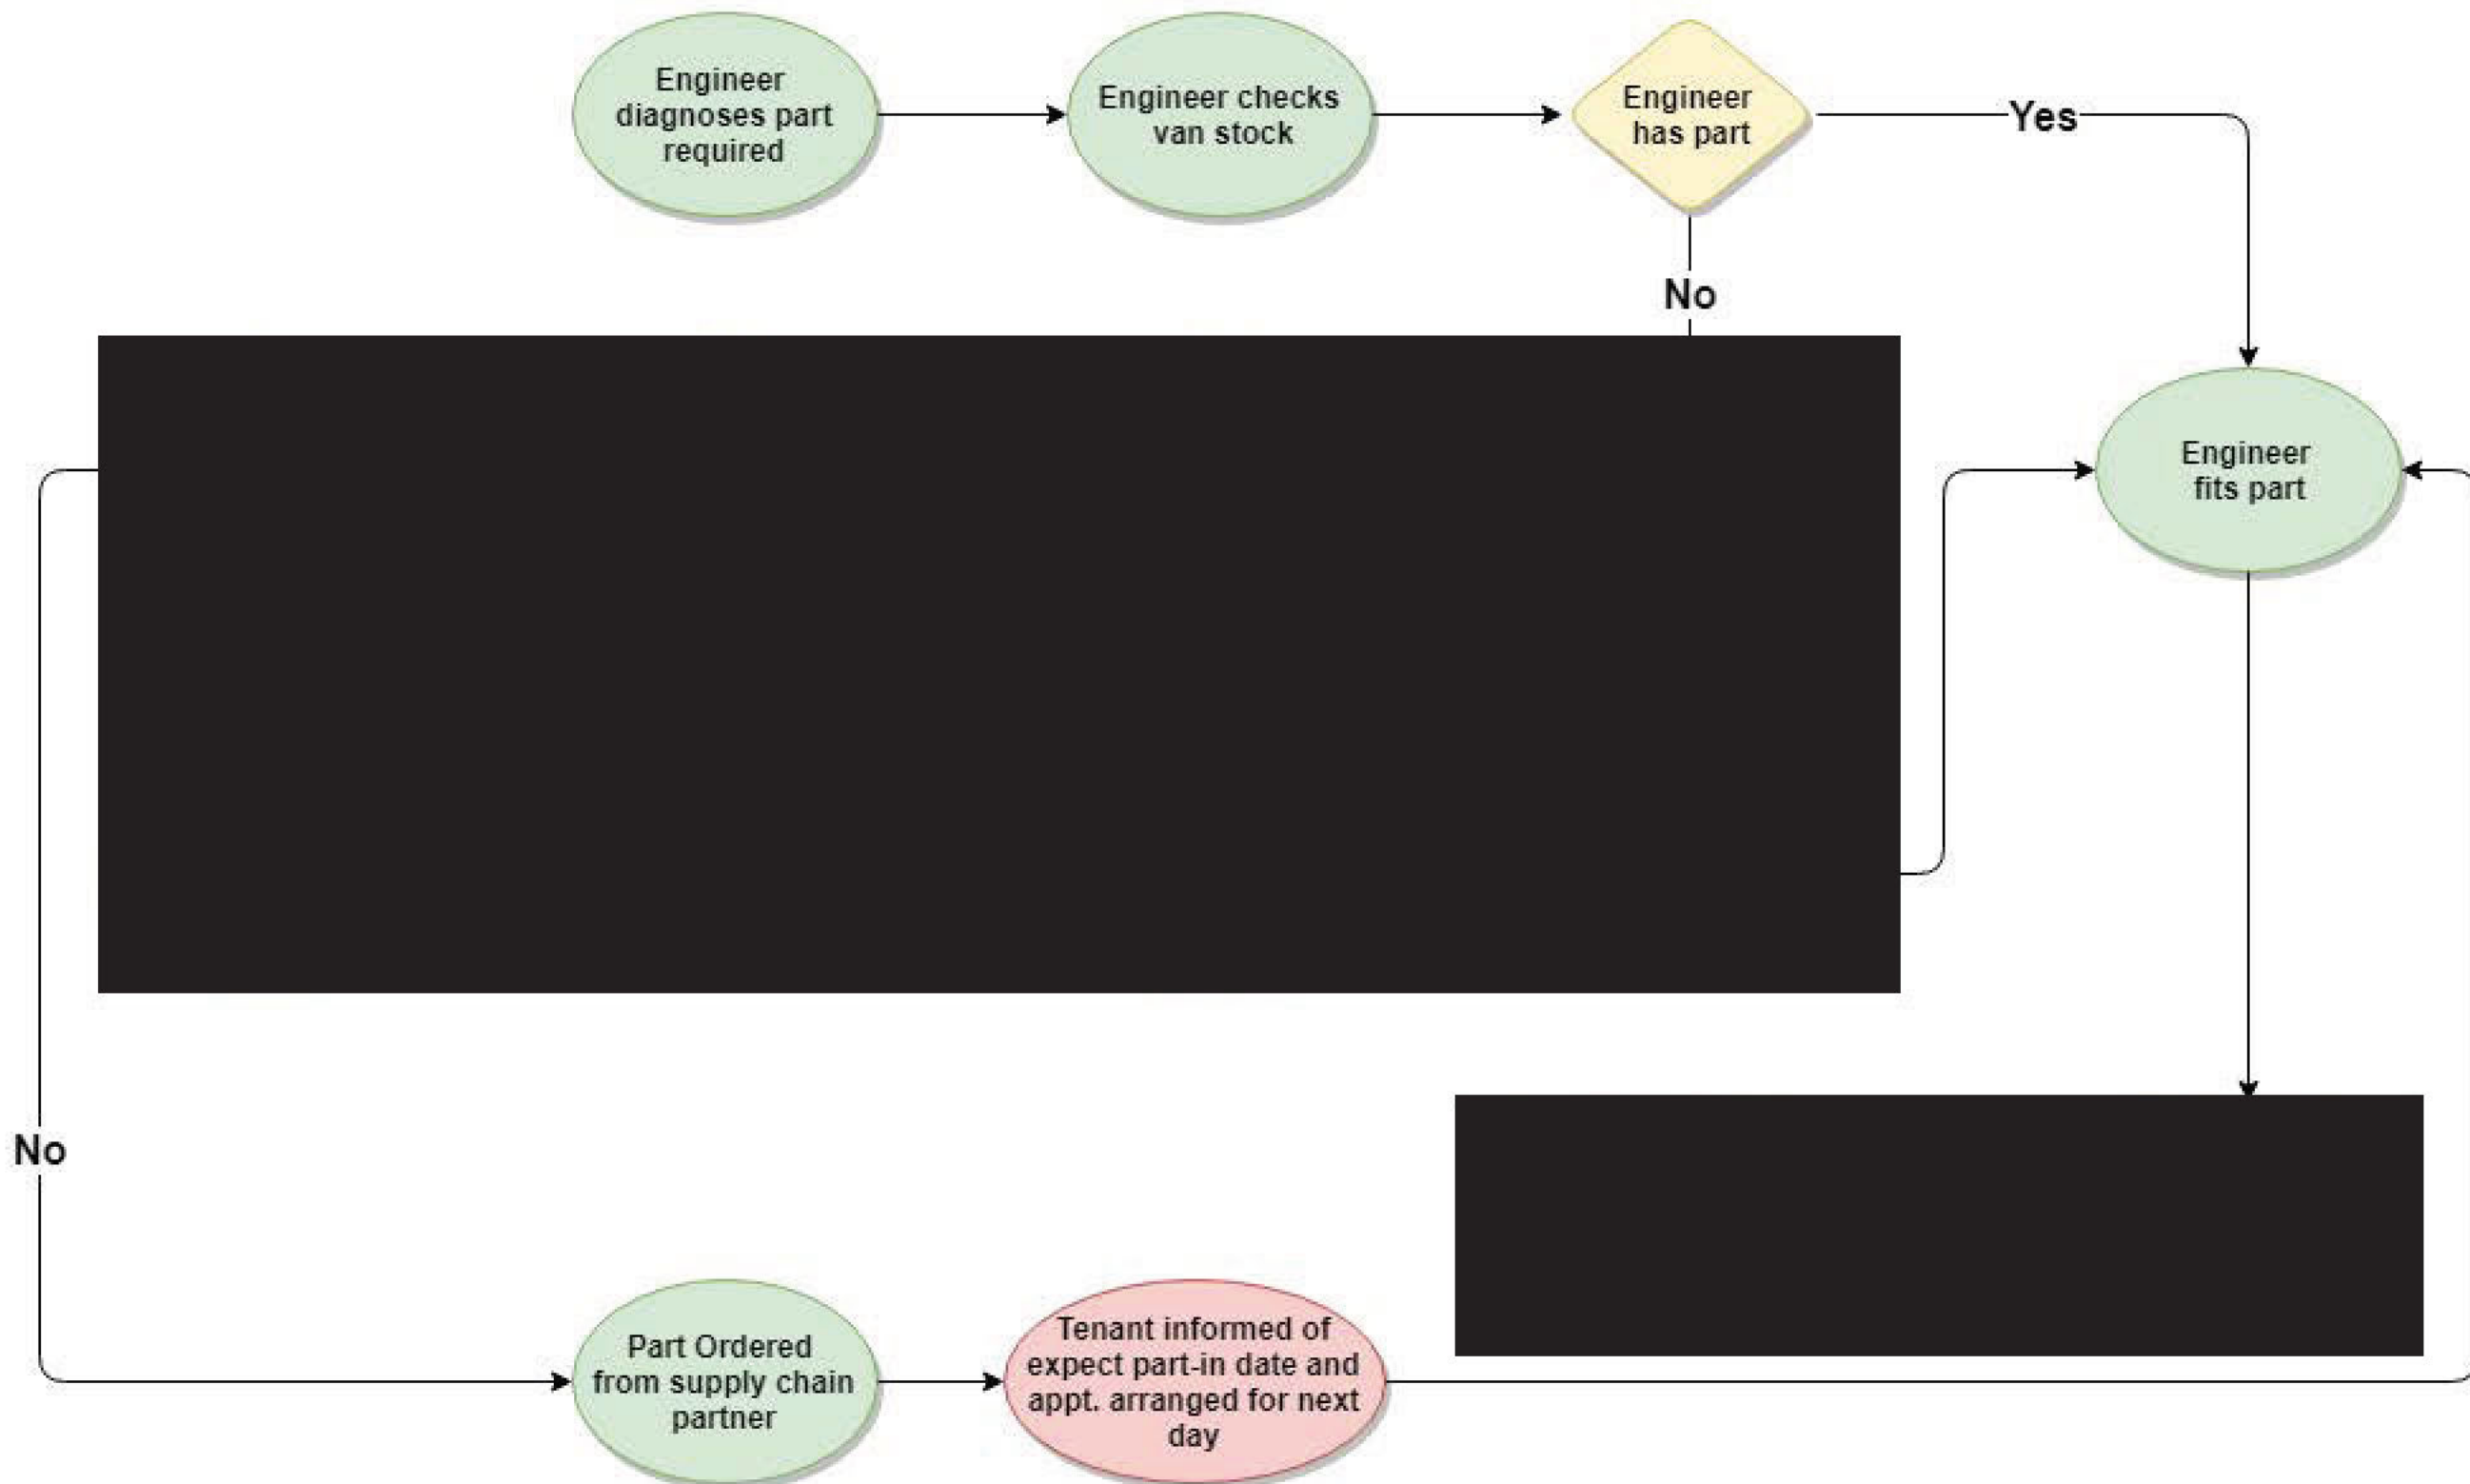 Engineer
diagnoses part
required
Engineer checks
van stock
Engineer
has part
Yes
No
Engineer
fits part
No
Part Ordered
from supply chain
partner
Tenant informed of
expect part-in date and
appt. arranged for next
day